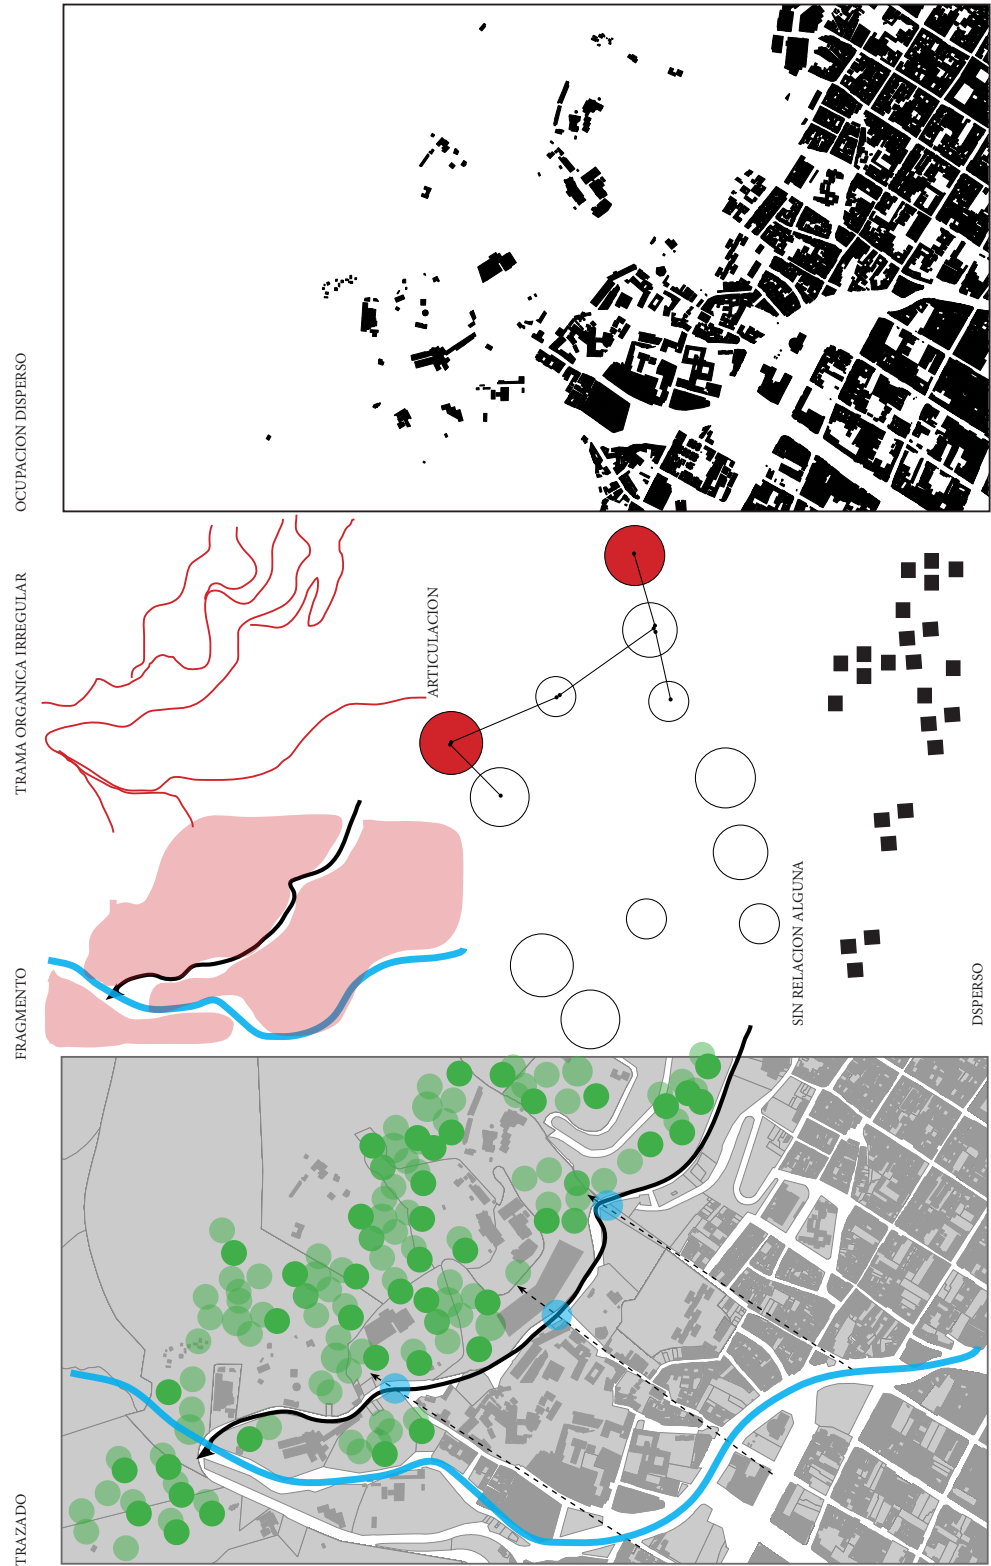 OCUPACION DISPERSO
TRAMA ORGANICA IRREGULAR
ARTICULACION
FRAGMENTO
SIN RELACION ALGUNA
DSPERSO
TRAZADO